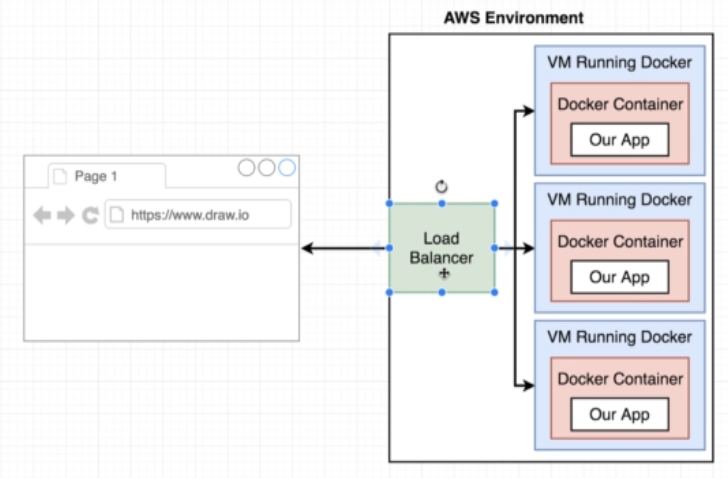 AWS Environment
VM Running Docker
Docker Container
Our App
Page 1
https://www.draw.io
Load
Balancer
VM Running Docker
Docker Container
Our App
VM Running Docker
Docker Container
Our App